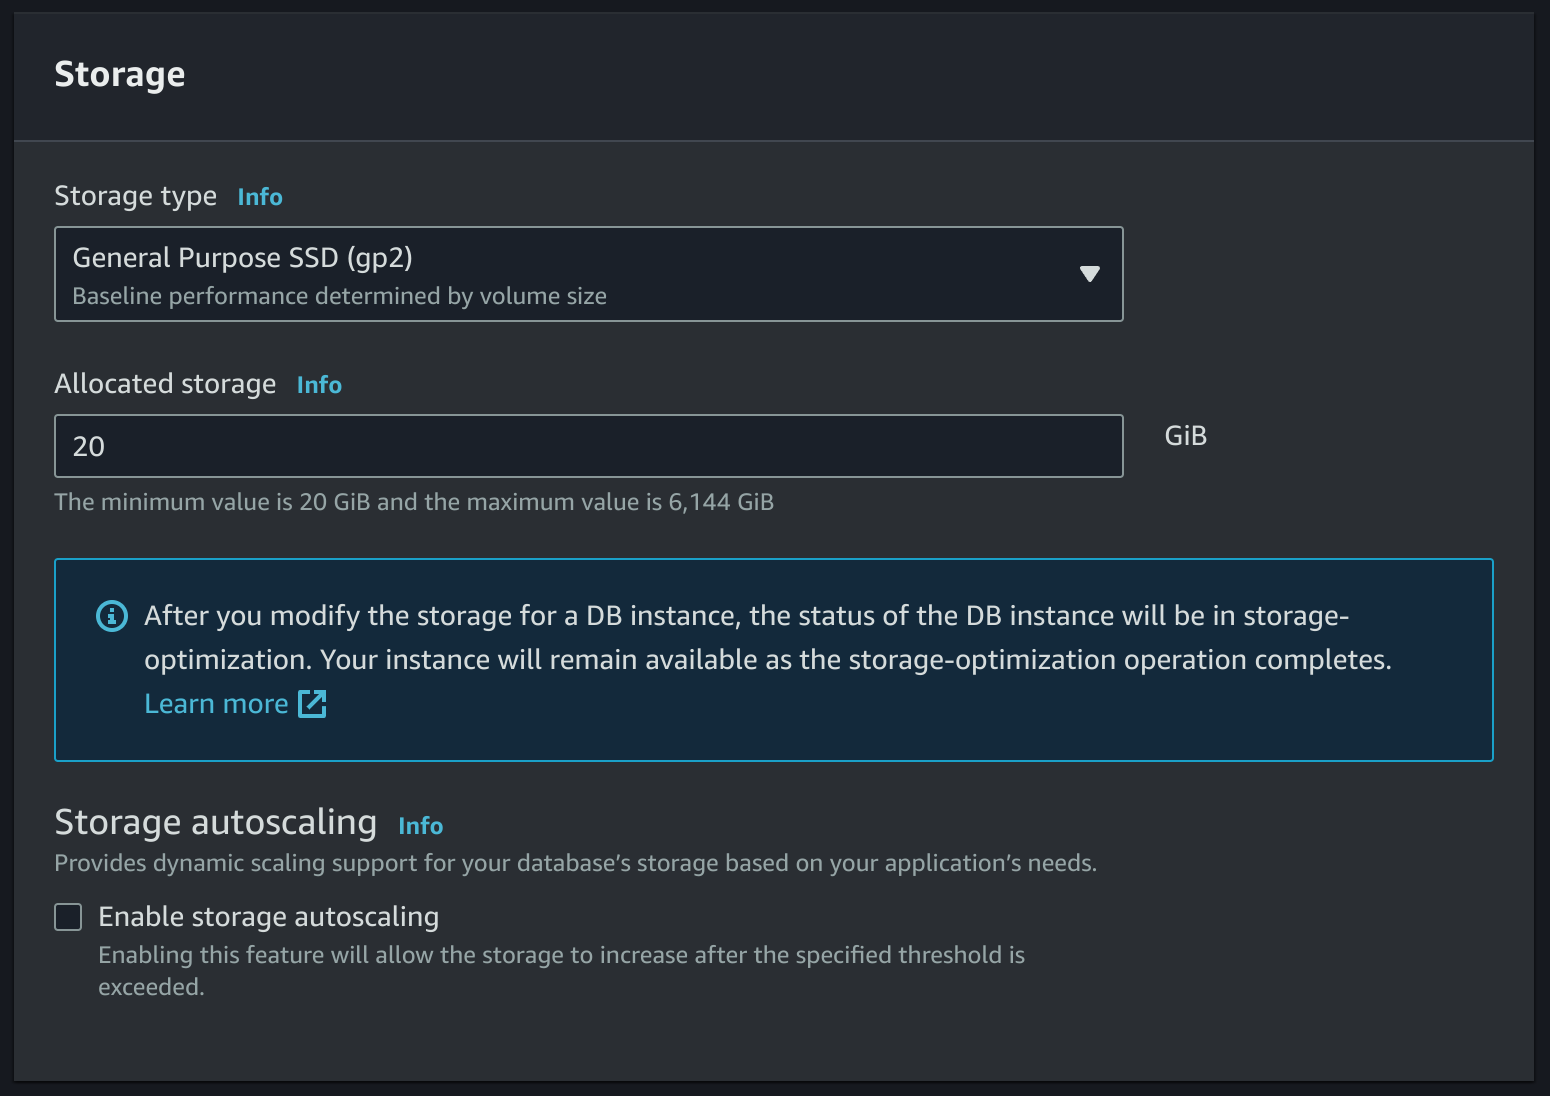 Storage
Storage type Info
General Purpose SSD (gp2)
Baseline performance determined by volume size
Allocated storage Info
20
GiB
The minimum value is 20 GiB and the maximum value is 6,144 GiB
After you modify the storage for a DB instance, the status of the DB instance will be in storage-
optimization. Your instance will remain available as the storage-optimization operation completes.
Learn more
Storage autoscaling Info
Provides dynamic scaling support for your database’s storage based on your application’s needs.
Enable storage autoscaling
Enabling this feature will allow the storage to increase after the specified threshold is
exceeded.